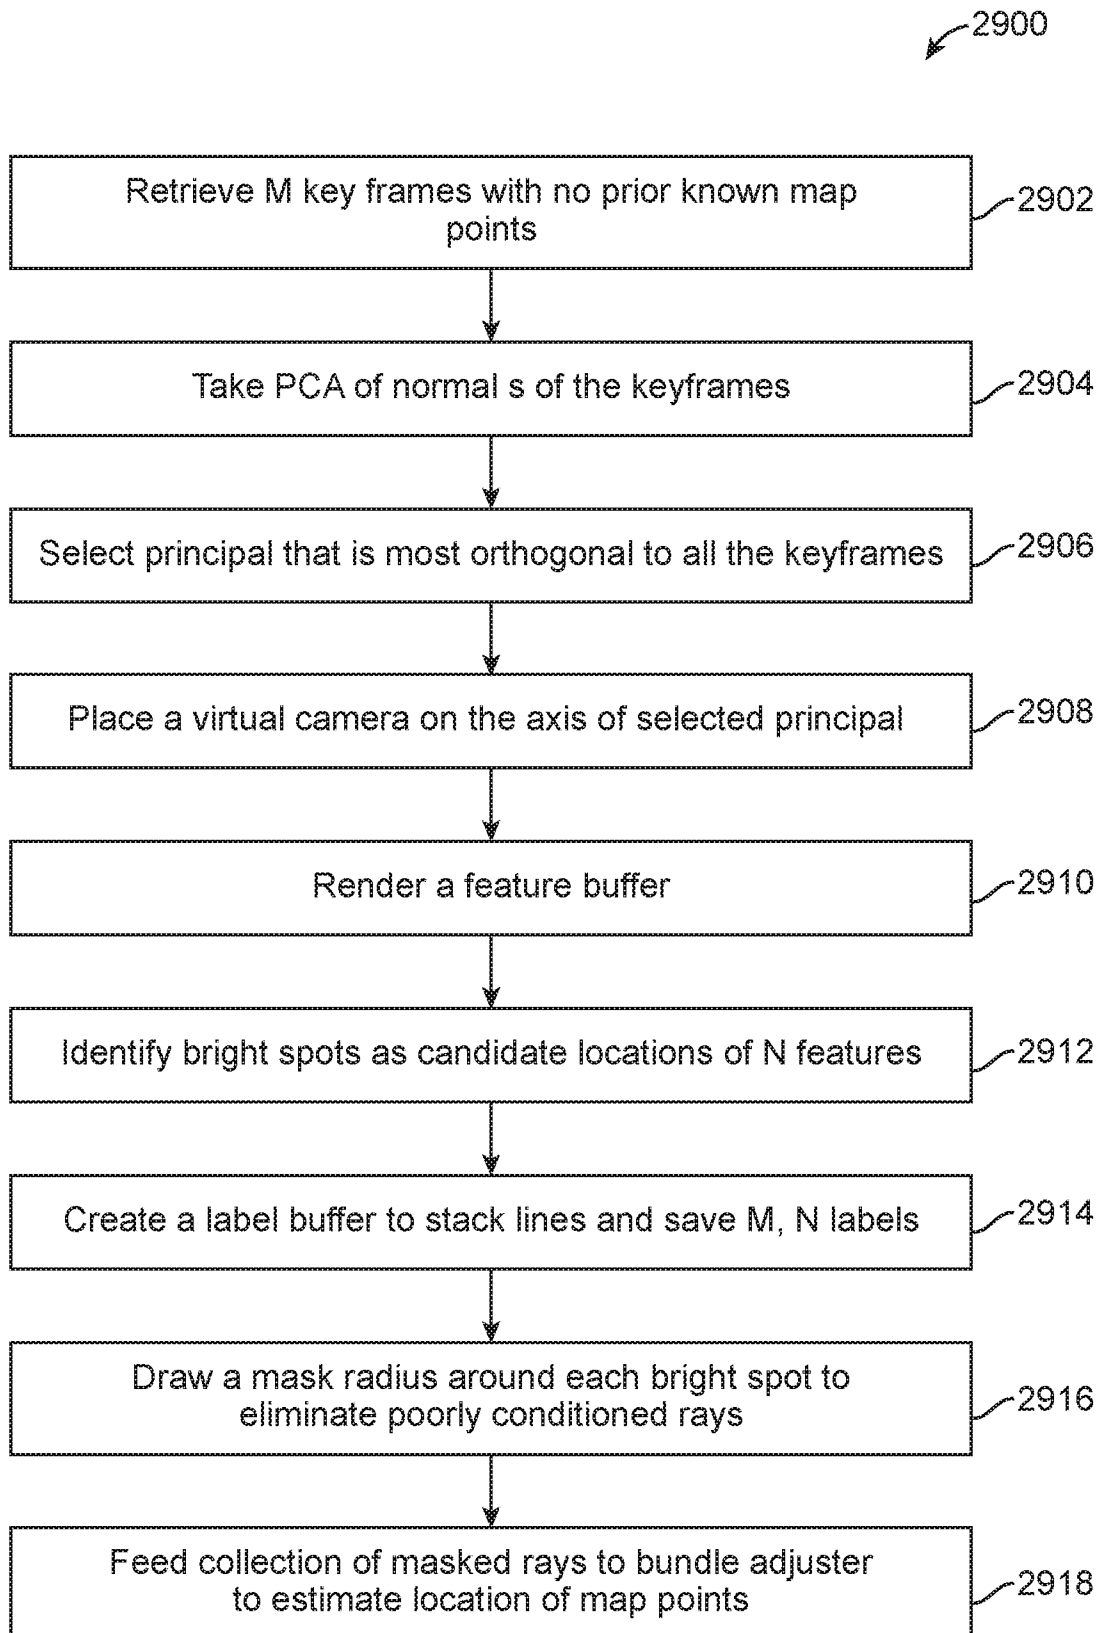 2900
Retrieve M key frames with no prior known map
points
2902
Take PCA of normal s of the keyframes
2904
Select principal that is most orthogonal to all the keyframes
2906
Place a virtual camera on the axis of selected principal
2908
Render a feature buffer
2910
Identify bright spots as candidate locations of N features
2912
Create a label buffer to stack lines and save M, N labels
2914
Draw a mask radius around each bright spot to
eliminate poorly conditioned rays
2916
Feed collection of masked rays to bundle adjuster
to estimate location of map points
2918